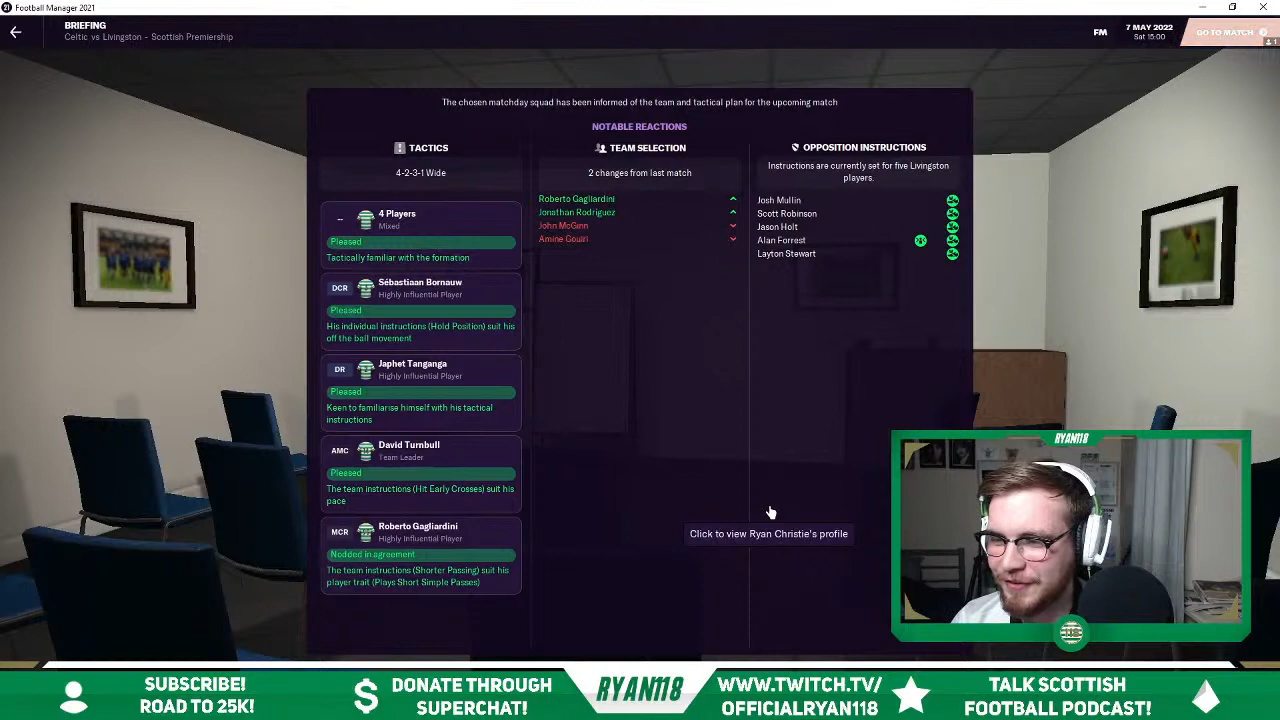 21 Football Manager 2021
BRIEFING
Celtic vs Livingston - Scottish Premiership
FM
7 MAY 2022
Sat 15:00
GO TO MATCH
1
The chosen matchday squad has been informed of the team and tactical plan for the upcoming match
NOTABLE REACTIONS
TACTICS
4-2-3-1 Wide
4 Players
Mixed
Pleased
Tactically familiar with the formation
DCR
Sébastiaan Bornauw
Highly Influential Player
Pleased
His individual instructions (Hold Position) suit his
off the ball movement
DR
Japhet Tanganga
Highly Influential Player
Pleased
Keen to familiarise himself with his tactical
instructions
AMC
David Turnbull
Team Leader
Pleased
The team instructions (Hit Early Crosses) suit his
pace
MCR
Roberto Gagliardini
Highly Influential Player
Nodded in agreement
The team instructions (Shorter Passing) suit his
player trait (Plays Short Simple Passes)
TEAM SELECTION
2 changes from last match
Roberto Gagliardini
Jonathan Rodríguez
John McGinn
Amine Gouiri
OPPOSITION INSTRUCTIONS
Instructions are currently set for five Livingston
players.
Josh Mullin
Scott Robinson
Jason Holt
Alan Forrest
Layton Stewart
Click to view Ryan Christie's profile
RYAN118
118
SUBSCRIBE!
ROAD TO 25K!
DONATE THROUGH
SUPERCHAT!
RYAN118
WWW.TWITCH.TV/
OFFICIALRYAN118
TALK SCOTTISH
FOOTBALL PODCAST!